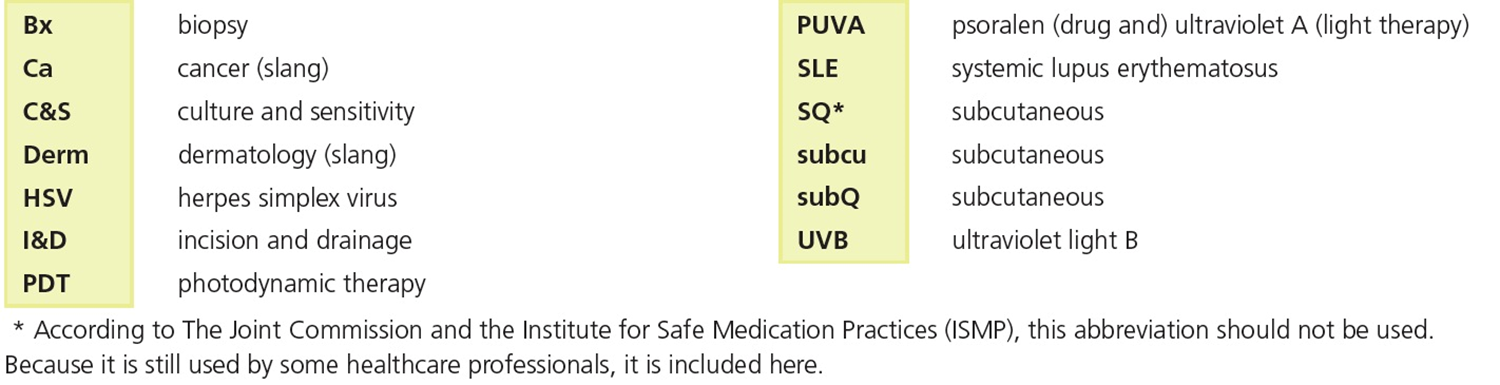 Bx biopsy
Ca cancer (slang)
C&S culture and sensitivity
Derm dermatology (slang)
HSV herpes simplex virus
I&D incision and drainage
PDT photodynamic therapy
PUVA psoralen (drug and) ultraviolet A (light therapy)
SLE systemic lupus erythematosus
SQ* subcutaneous
subcu subcutaneous
subQ subcutaneous
UVB ultraviolet light B
* According to The Joint Commission and the Institute for Safe Medication Practices (ISMP), this abbreviation should not be used.
Because it is still used by some healthcare professionals, it is included here.